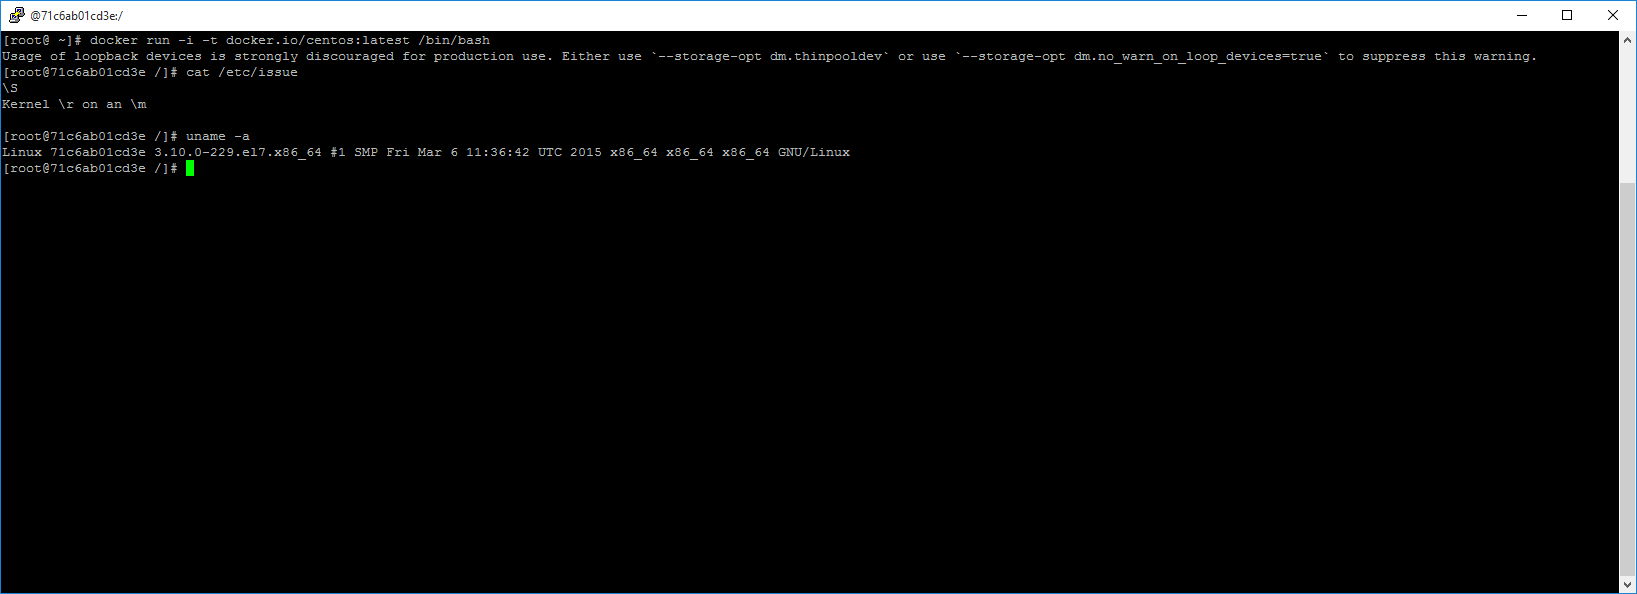 @71c6ab01cd3e:/
[root@ ~]# docker run -i -t docker.io/centos:latest /bin/bash
Usage of loopback devices is strongly discouraged for production use. Either use `--storage-opt dm.thinpooldev` or use `--storage-opt dm.no_warn_on_loop_devices=true` to suppress this warning.
[root@71c6ab01cd3e /]# cat /etc/issue
\S
Kernel \r on an \m
[root@71c6ab01cd3e /]# uname -a
Linux 71c6ab01cd3e 3.10.0-229.el7.x86_64 #1 SMP Fri Mar 6 11:36:42 UTC 2015 x86_64 x86_64 x86_64 GNU/Linux
[root@71c6ab01cd3e /]#